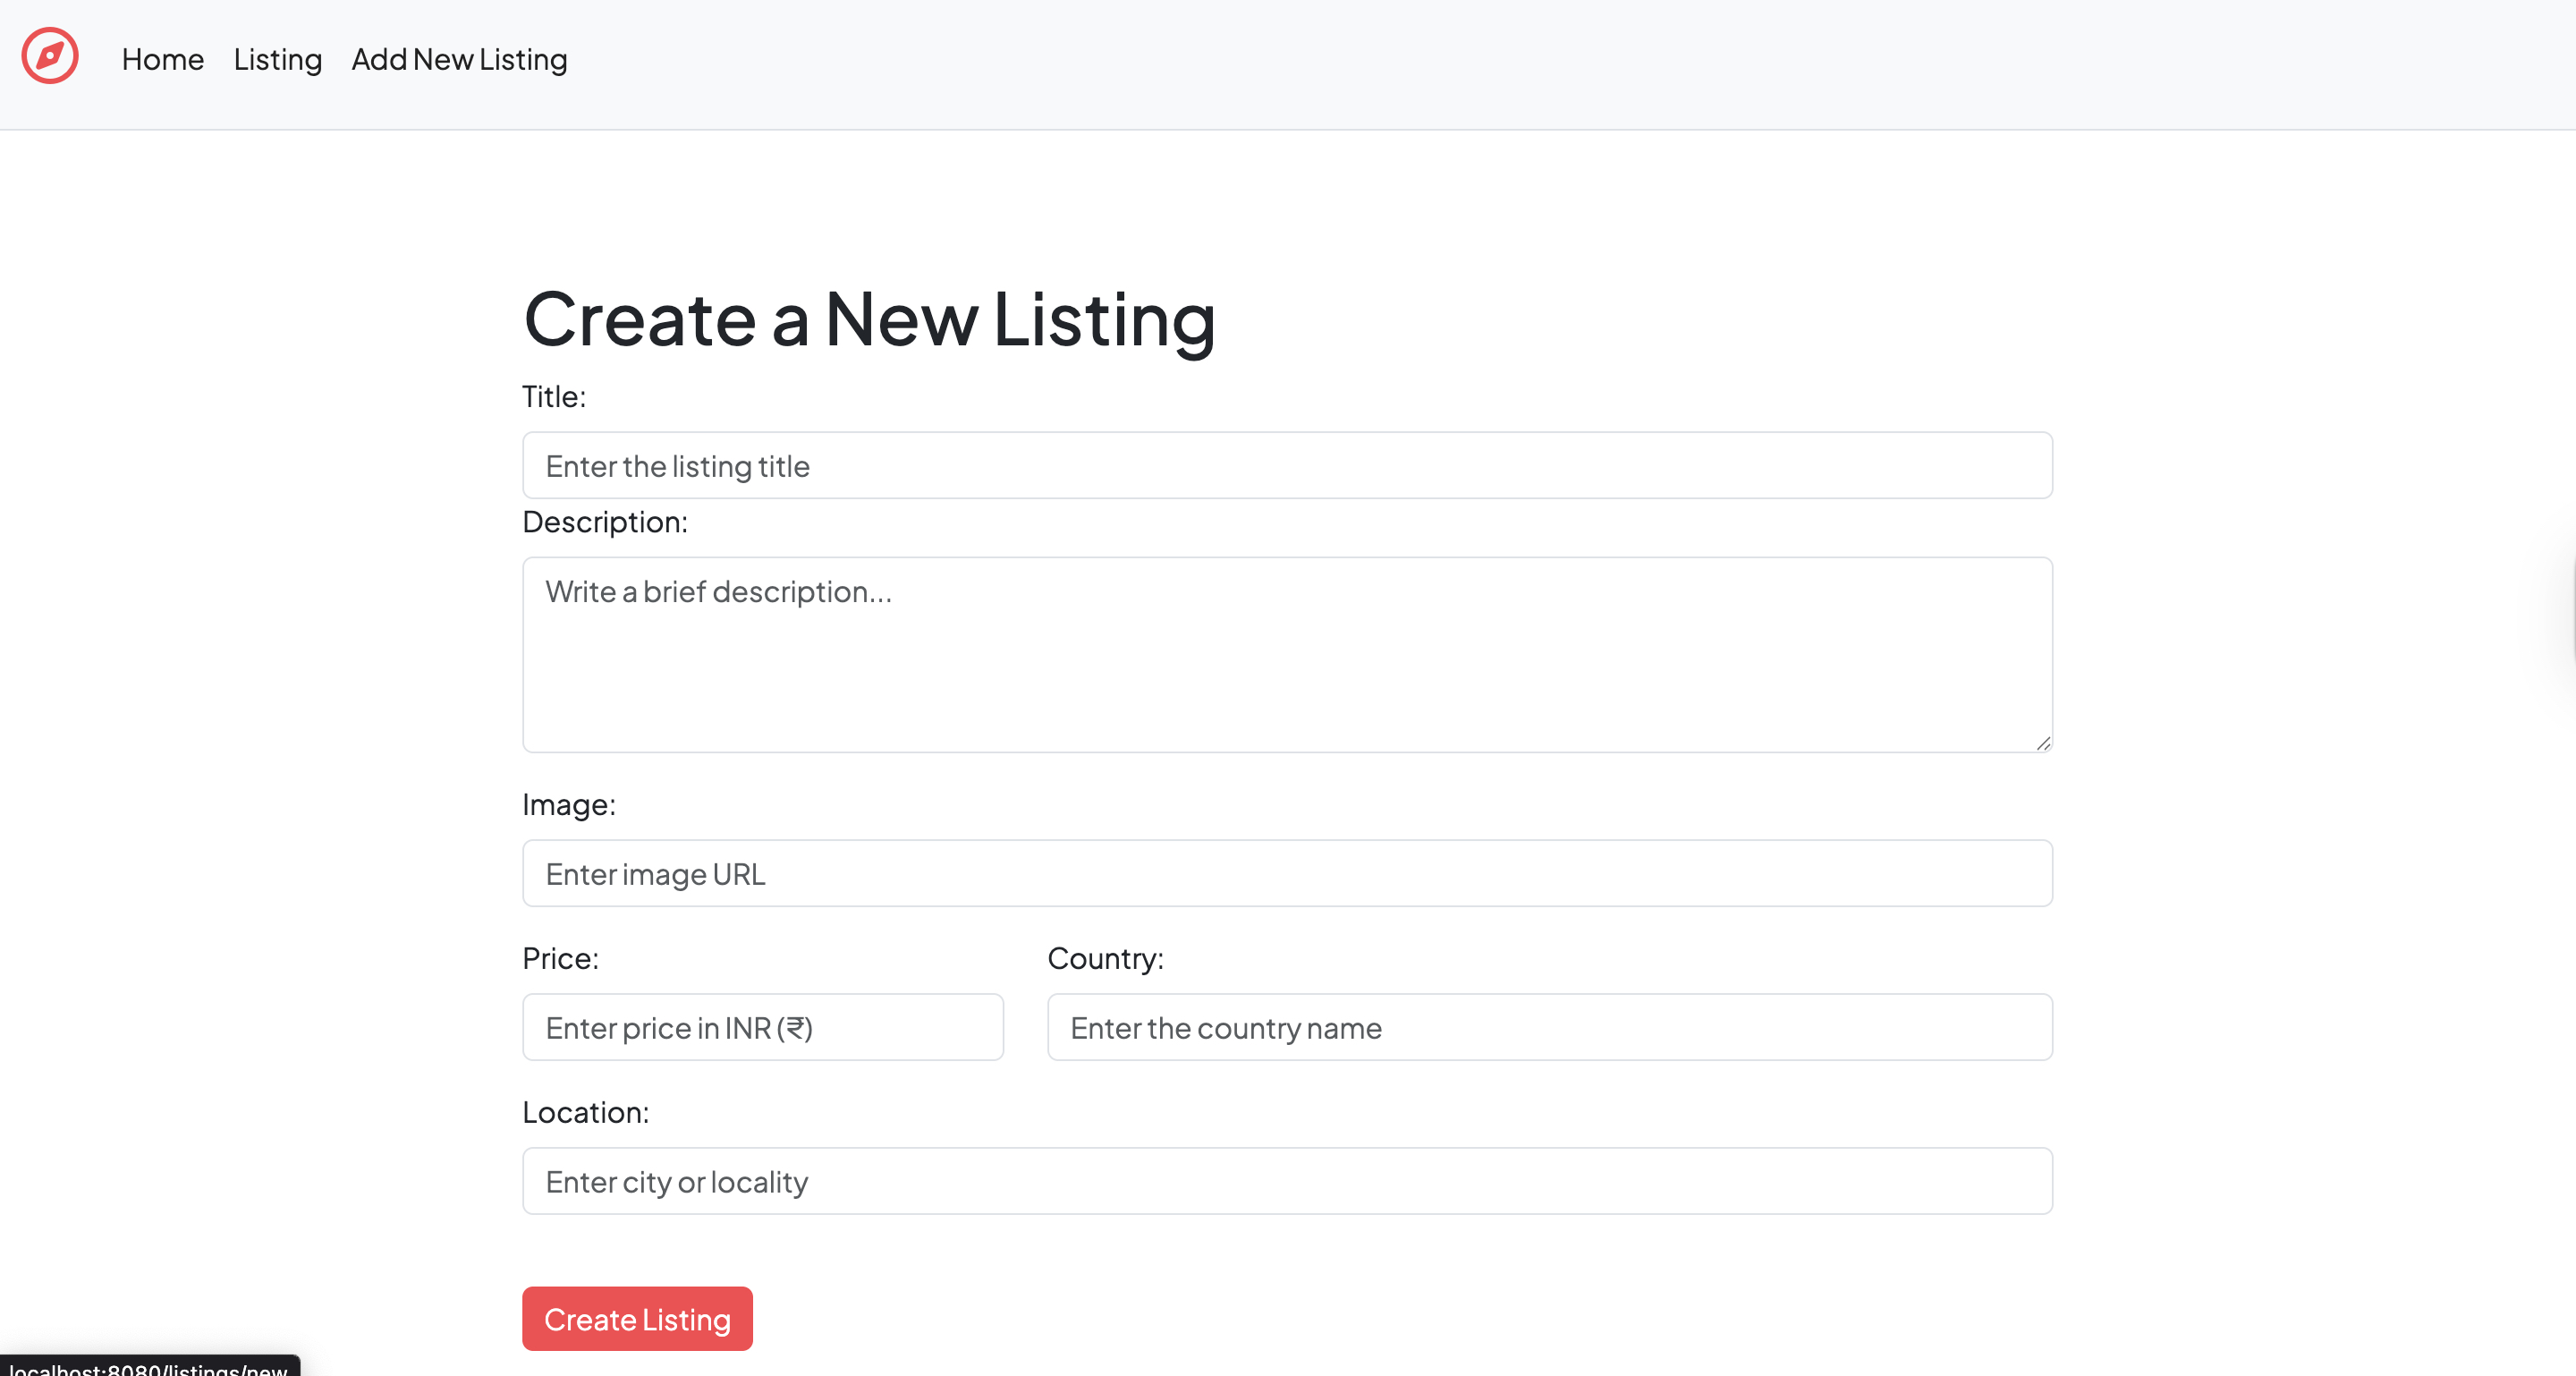 Home Listing Add New Listing
Create a New Listing
Title:
Enter the listing title
Description:
Write a brief description...
Image:
Enter image URL
Price: Country:
Enter price in INR (₹) Enter the country name
Location:
Enter city or locality
Create Listing
localhost:8080/listings/new